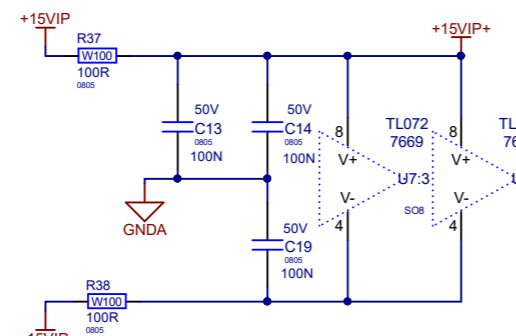 +15VIP
+15VIP+
R37
W100
100R
0805
50V
C13
0805
100N
50V
C14
0805
100N
TL072
7669
8
V+
V-
4
U7:3
SO8
TL
8
V+
V-
4
GNDA
50V
C19
0805
100N
R38
W100
100R
0805